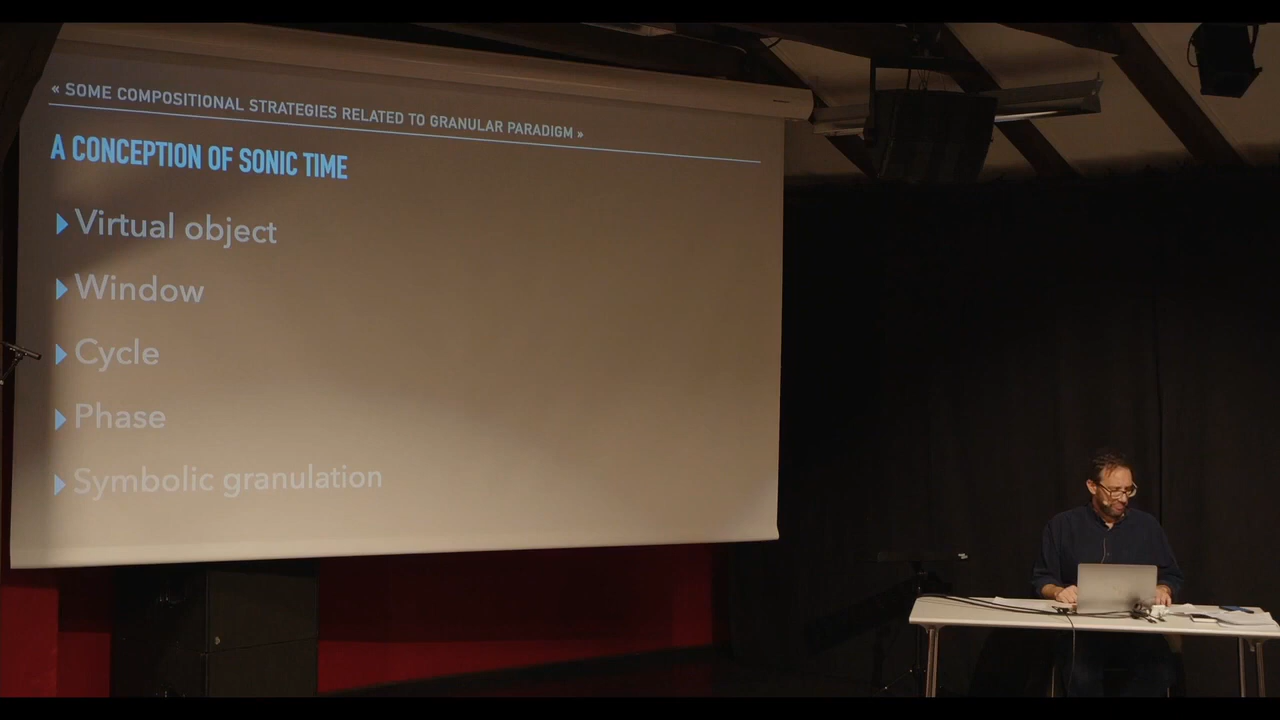 « SOME COMPOSITIONAL STRATEGIES RELATED TO GRANULAR PARADIGM »
A CONCEPTION OF SONIC TIME
Virtual object
Window
Cycle
Phase
Symbolic granulation